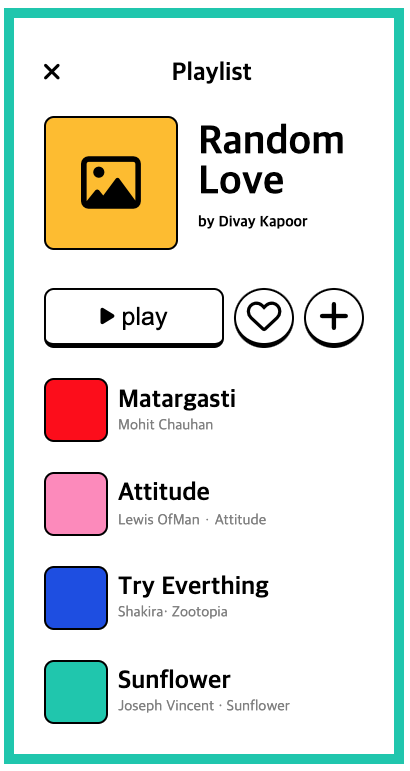 Playlist
Random
Love
by Divay Kapoor
play
Matargasti
Mohit Chauhan
Attitude
Lewis OfMan · Attitude
Try Everthing
Shakira· Zootopia
Sunflower
Joseph Vincent · Sunflower